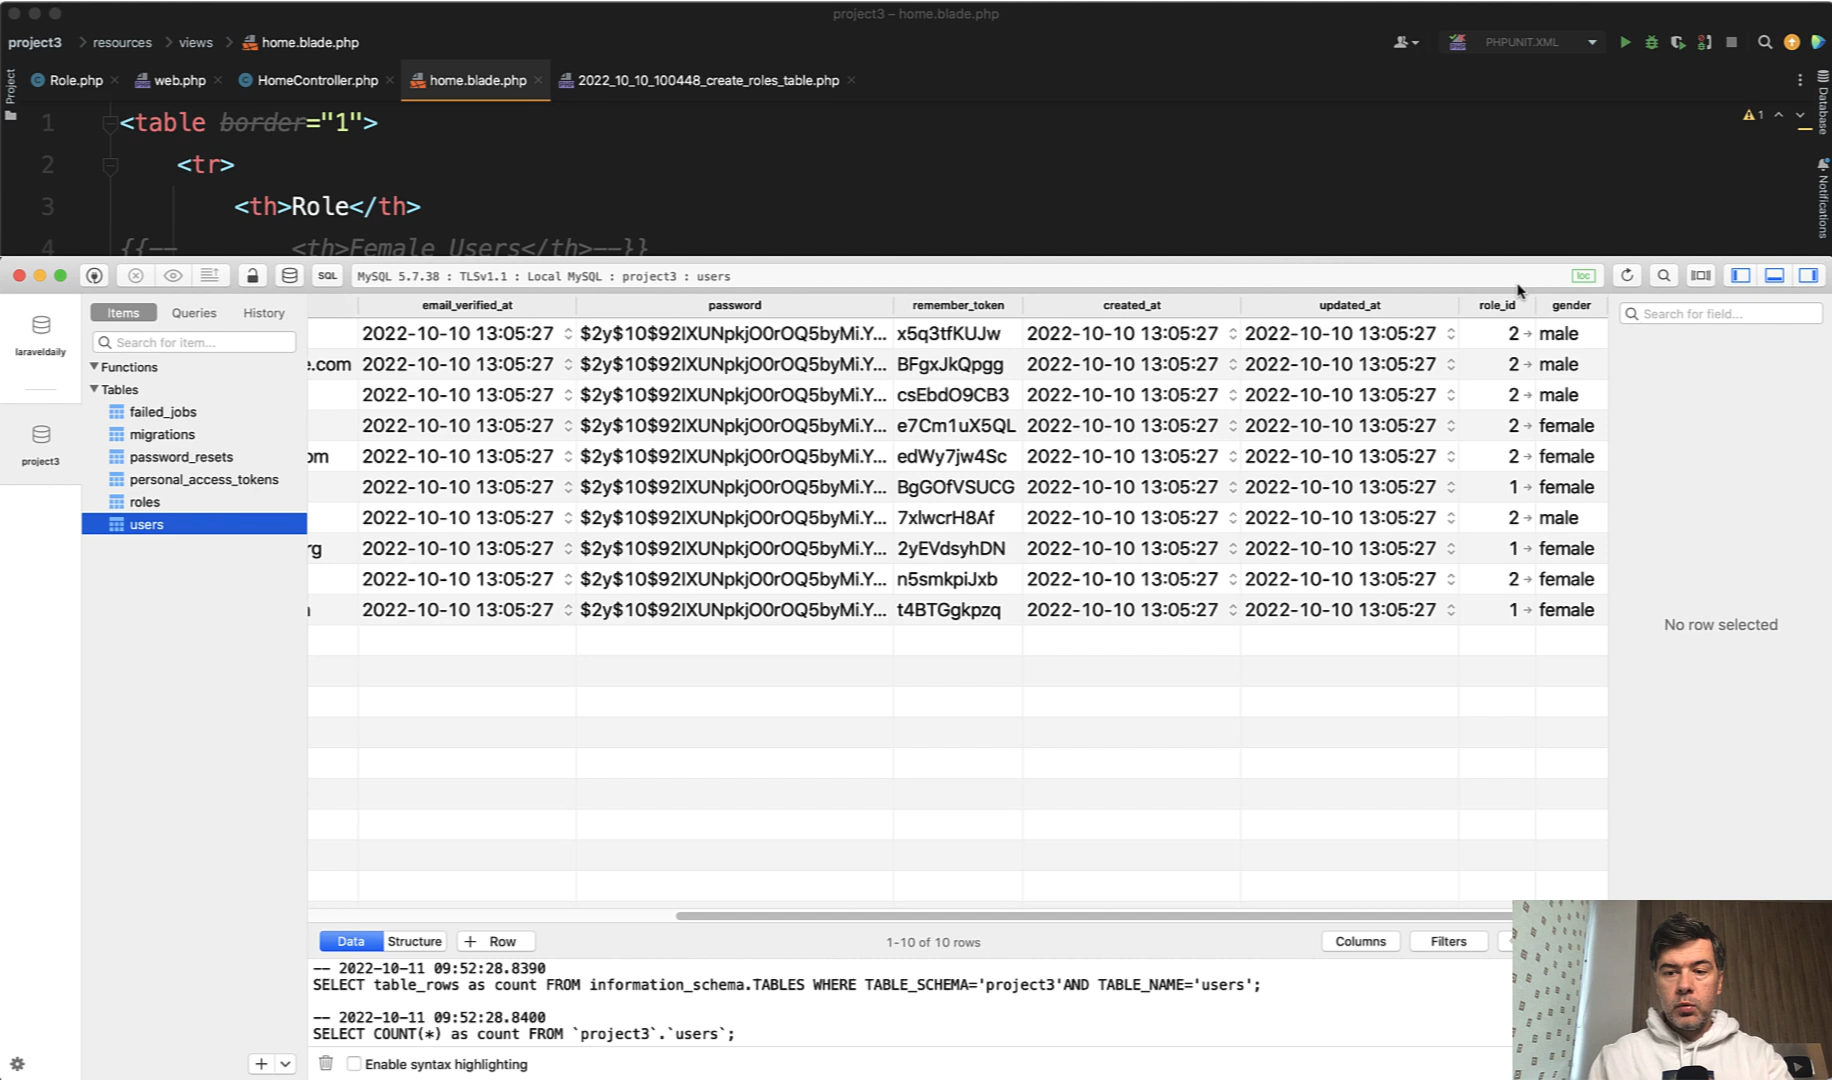 project3 – home.blade.php
project3 resources views home.blade.php
PHPUNIT.XML
Role.php web.php HomeController.php home.blade.php 2022_10_10_100448_create_roles_table.php
Project
Database
Notifications
1 <table border="1">
1
2 <tr>
3 <th>Role</th>
4 {{-- <th>Female Users</th>--}}
SQL MySQL 5.7.38 : TLSv1.1 : Local MySQL : project3 : users loc
Items Queries History
Search for item...
laraveldaily
project3
Functions
Tables
failed_jobs
migrations
password_resets
personal_access_tokens
roles
users
email_verified_at password remember_token created_at updated_at role_id gender
2022-10-10 13:05:27 $2y$10$92IXUNpkjO0rOQ5byMi.Y... x5q3tfKUJw 2022-10-10 13:05:27 2022-10-10 13:05:27 2 male
e.com 2022-10-10 13:05:27 $2y$10$92IXUNpkjO0rOQ5byMi.Y... BFgxJkQpgg 2022-10-10 13:05:27 2022-10-10 13:05:27 2 male
2022-10-10 13:05:27 $2y$10$92IXUNpkjO0rOQ5byMi.Y... csEbdO9CB3 2022-10-10 13:05:27 2022-10-10 13:05:27 2 male
2022-10-10 13:05:27 $2y$10$92IXUNpkjO0rOQ5byMi.Y... e7Cm1uX5QL 2022-10-10 13:05:27 2022-10-10 13:05:27 2 female
om 2022-10-10 13:05:27 $2y$10$92IXUNpkjO0rOQ5byMi.Y... edWy7jw4Sc 2022-10-10 13:05:27 2022-10-10 13:05:27 2 female
2022-10-10 13:05:27 $2y$10$92IXUNpkjO0rOQ5byMi.Y... BgGOfVSUCG 2022-10-10 13:05:27 2022-10-10 13:05:27 1 female
2022-10-10 13:05:27 $2y$10$92IXUNpkjO0rOQ5byMi.Y... 7xlwcrH8Af 2022-10-10 13:05:27 2022-10-10 13:05:27 2 male
rg 2022-10-10 13:05:27 $2y$10$92IXUNpkjO0rOQ5byMi.Y... 2yEVdsyhDN 2022-10-10 13:05:27 2022-10-10 13:05:27 1 female
2022-10-10 13:05:27 $2y$10$92IXUNpkjO0rOQ5byMi.Y... n5smkpiJxb 2022-10-10 13:05:27 2022-10-10 13:05:27 2 female
2022-10-10 13:05:27 $2y$10$92IXUNpkjO0rOQ5byMi.Y... t4BTGgkpzq 2022-10-10 13:05:27 2022-10-10 13:05:27 1 female
Search for field...
No row selected
Data Structure + Row 1-10 of 10 rows Columns Filters
-- 2022-10-11 09:52:28.8390
SELECT table_rows as count FROM information_schema.TABLES WHERE TABLE_SCHEMA='project3'AND TABLE_NAME='users';
-- 2022-10-11 09:52:28.8400
SELECT COUNT(*) as count FROM `project3`.`users`;
Enable syntax highlighting